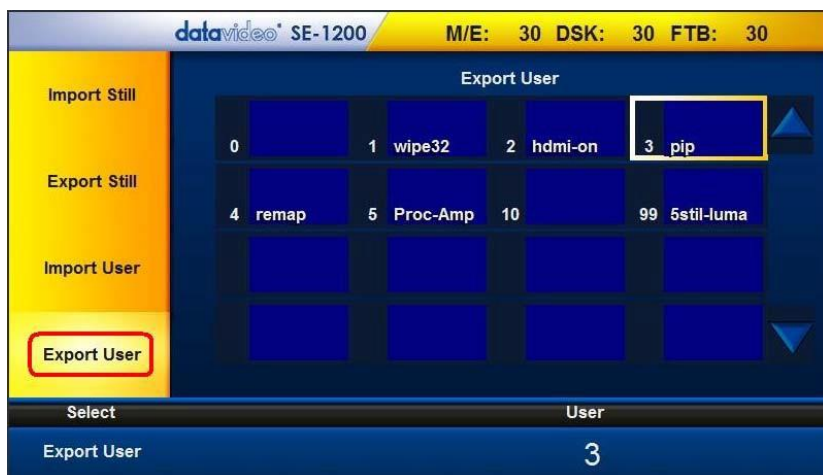 datavideo SE-1200 M/E: 30 DSK: 30 FTB: 30
Export User
Import Still
0 1 wipe32 2 hdmi-on 3 pip
Export Still
4 remap 5 Proc-Amp 10 99 5stil-luma
Import User
Export User
Select User
Export User 3